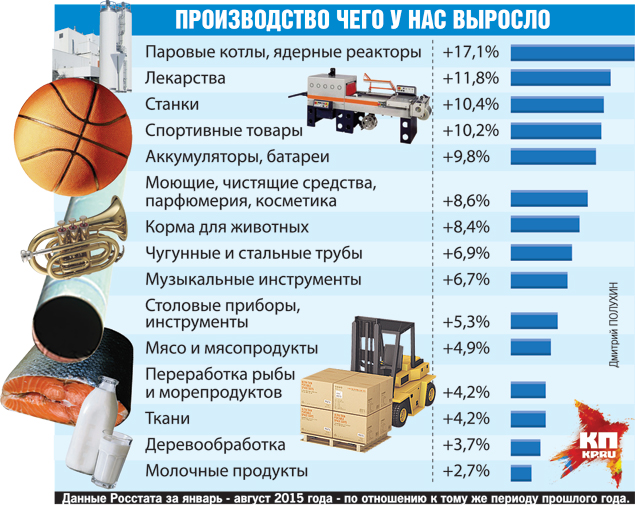 ПРОИЗВОДСТВО ЧЕГО У НАС ВЫРОСЛО
Паровые котлы, ядерные реакторы +17,1%
Лекарства +11,8%
Станки +10,4%
Спортивные товары +10,2%
Аккумуляторы, батареи +9,8%
Моющие, чистящие средства,
парфюмерия, косметика +8,6%
Корма для животных +8,4%
Чугунные и стальные трубы +6,9%
Музыкальные инструменты +6,7%
Столовые приборы,
инструменты +5,3%
Мясо и мясопродукты +4,9%
Переработка рыбы
и морепродуктов +4,2%
Ткани +4,2%
Деревообработка +3,7%
Молочные продукты +2,7%
Дмитрий ПОЛУХИН
КП
KP.RU
Данные Росстата за январь - август 2015 года - по отношению к тому же периоду прошлого года.